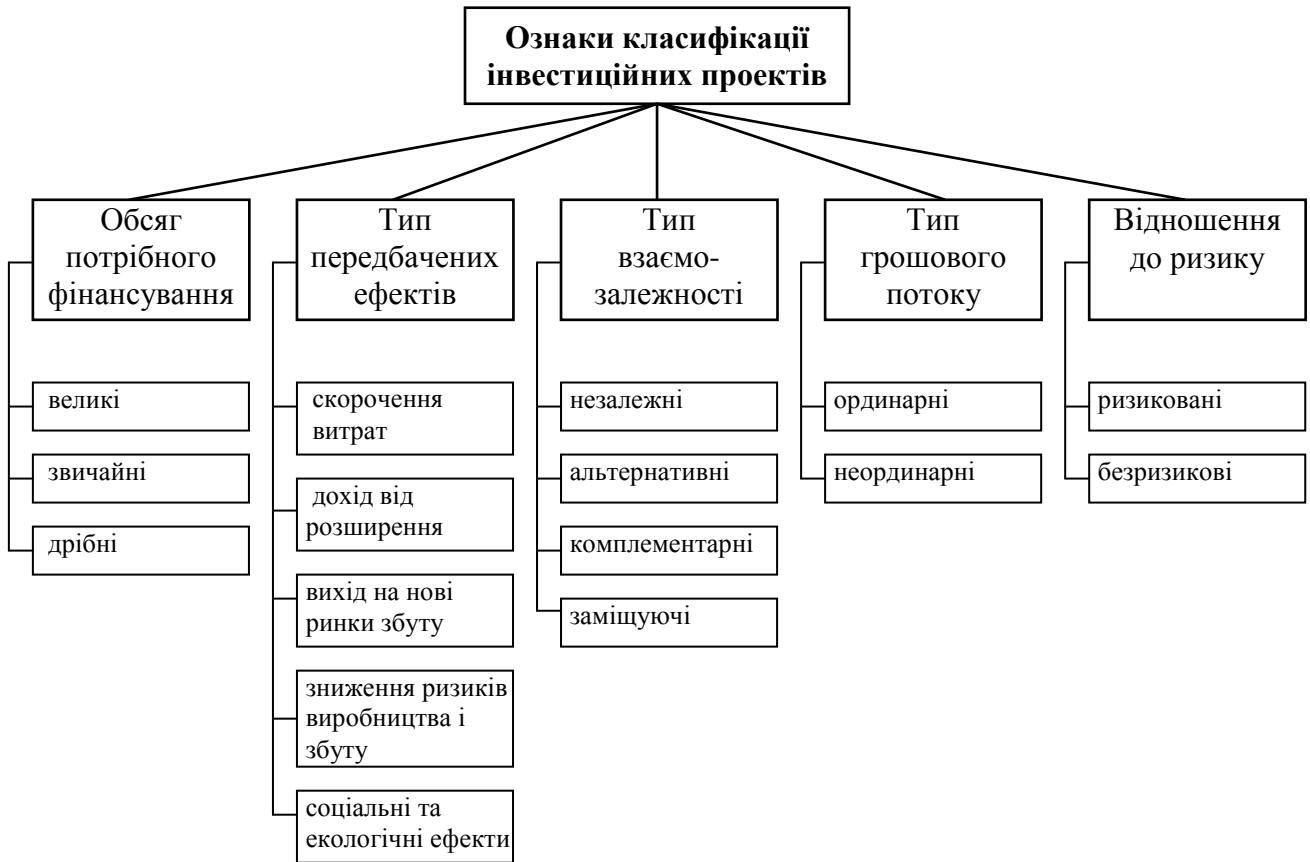 Ознаки класифікації
інвестиційних проектів
Обсяг
потрібного
фінансування
великі
звичайні
дрібні
Тип
передбачених
ефектів
скорочення
витрат
дохід від
розширення
вихід на нові
ринки збуту
зниження ризиків
виробництва і
збуту
соціальні та
екологічні ефекти
Тип
взаємо-
залежності
незалежні
альтернативні
комплементарні
заміщуючі
Тип
грошового
потоку
ординарні
неординарні
Відношення
до ризику
ризиковані
безризикові